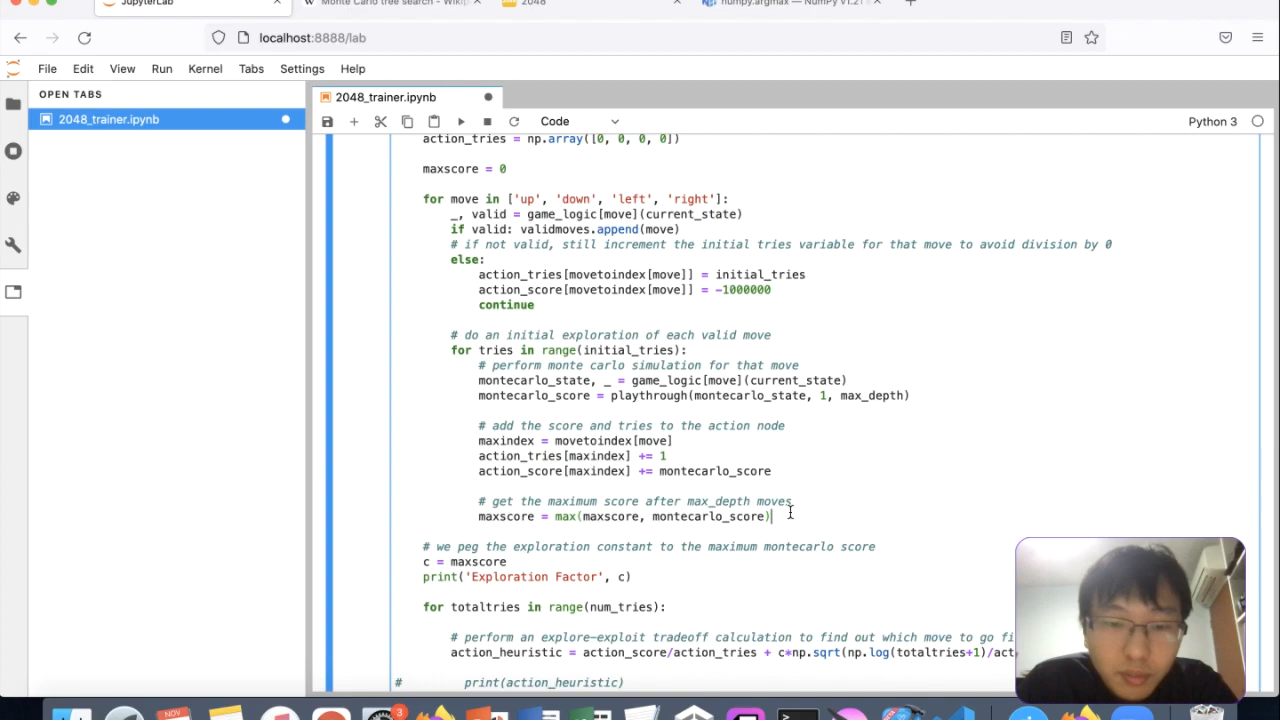 JupyterLab
Monte Carlo tree search - Wikip
2048
numpy.argmax — NumPy v1.21
localhost:8888/lab
File Edit View Run Kernel Tabs Settings Help
OPEN TABS
2048_trainer.ipynb
2048_trainer.ipynb
Code
Python 3
action_tries = np.array([0, 0, 0, 0])
maxscore = 0
for move in ['up', 'down', 'left', 'right']:
_, valid = game_logic[move](current_state)
if valid: validmoves.append(move)
# if not valid, still increment the initial tries variable for that move to avoid division by 0
else:
action_tries[movetoindex[move]] = initial_tries
action_score[movetoindex[move]] = -1000000
continue
# do an initial exploration of each valid move
for tries in range(initial_tries):
# perform monte carlo simulation for that move
montecarlo_state, _ = game_logic[move](current_state)
montecarlo_score = playthrough(montecarlo_state, 1, max_depth)
# add the score and tries to the action node
maxindex = movetoindex[move]
action_tries[maxindex] += 1
action_score[maxindex] += montecarlo_score
# get the maximum score after max_depth moves
maxscore = max(maxscore, montecarlo_score)
# we peg the exploration constant to the maximum montecarlo score
c = maxscore
print('Exploration Factor', c)
for totaltries in range(num_tries):
# perform an explore-exploit tradeoff calculation to find out which move to go fi
action_heuristic = action_score/action_tries + c*np.sqrt(np.log(totaltries+1)/act
# print(action_heuristic)
NOV
3